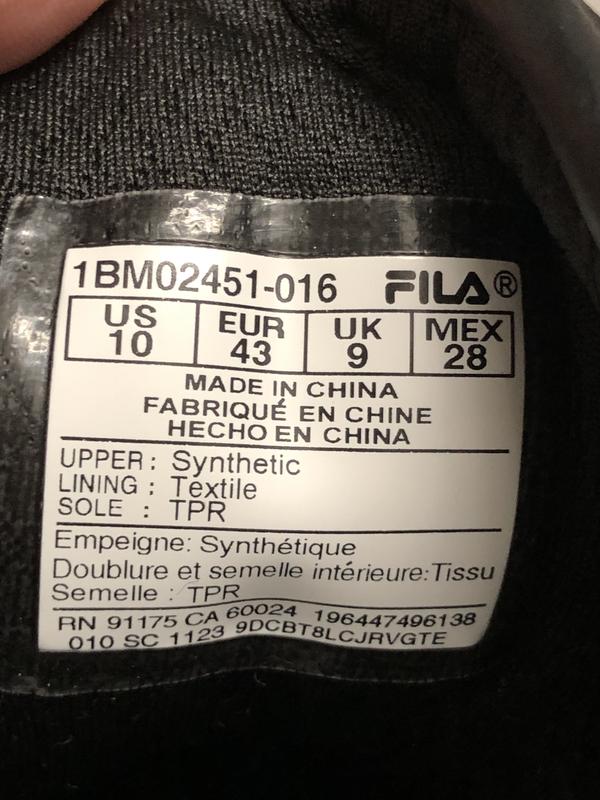 1BM02451-016 FILA®
US EUR UK MEX
10 43 9 28
MADE IN CHINA
FABRIQUÉ EN CHINE
HECHO EN CHINA
UPPER : Synthetic
LINING : Textile
SOLE : TPR
Empeigne: Synthétique
Doublure et semelle intérieure:Tissu
Semelle : TPR
RN 91175 CA 60024 196447496138
010 SC 1123 9DCBT8LCJRVGTE